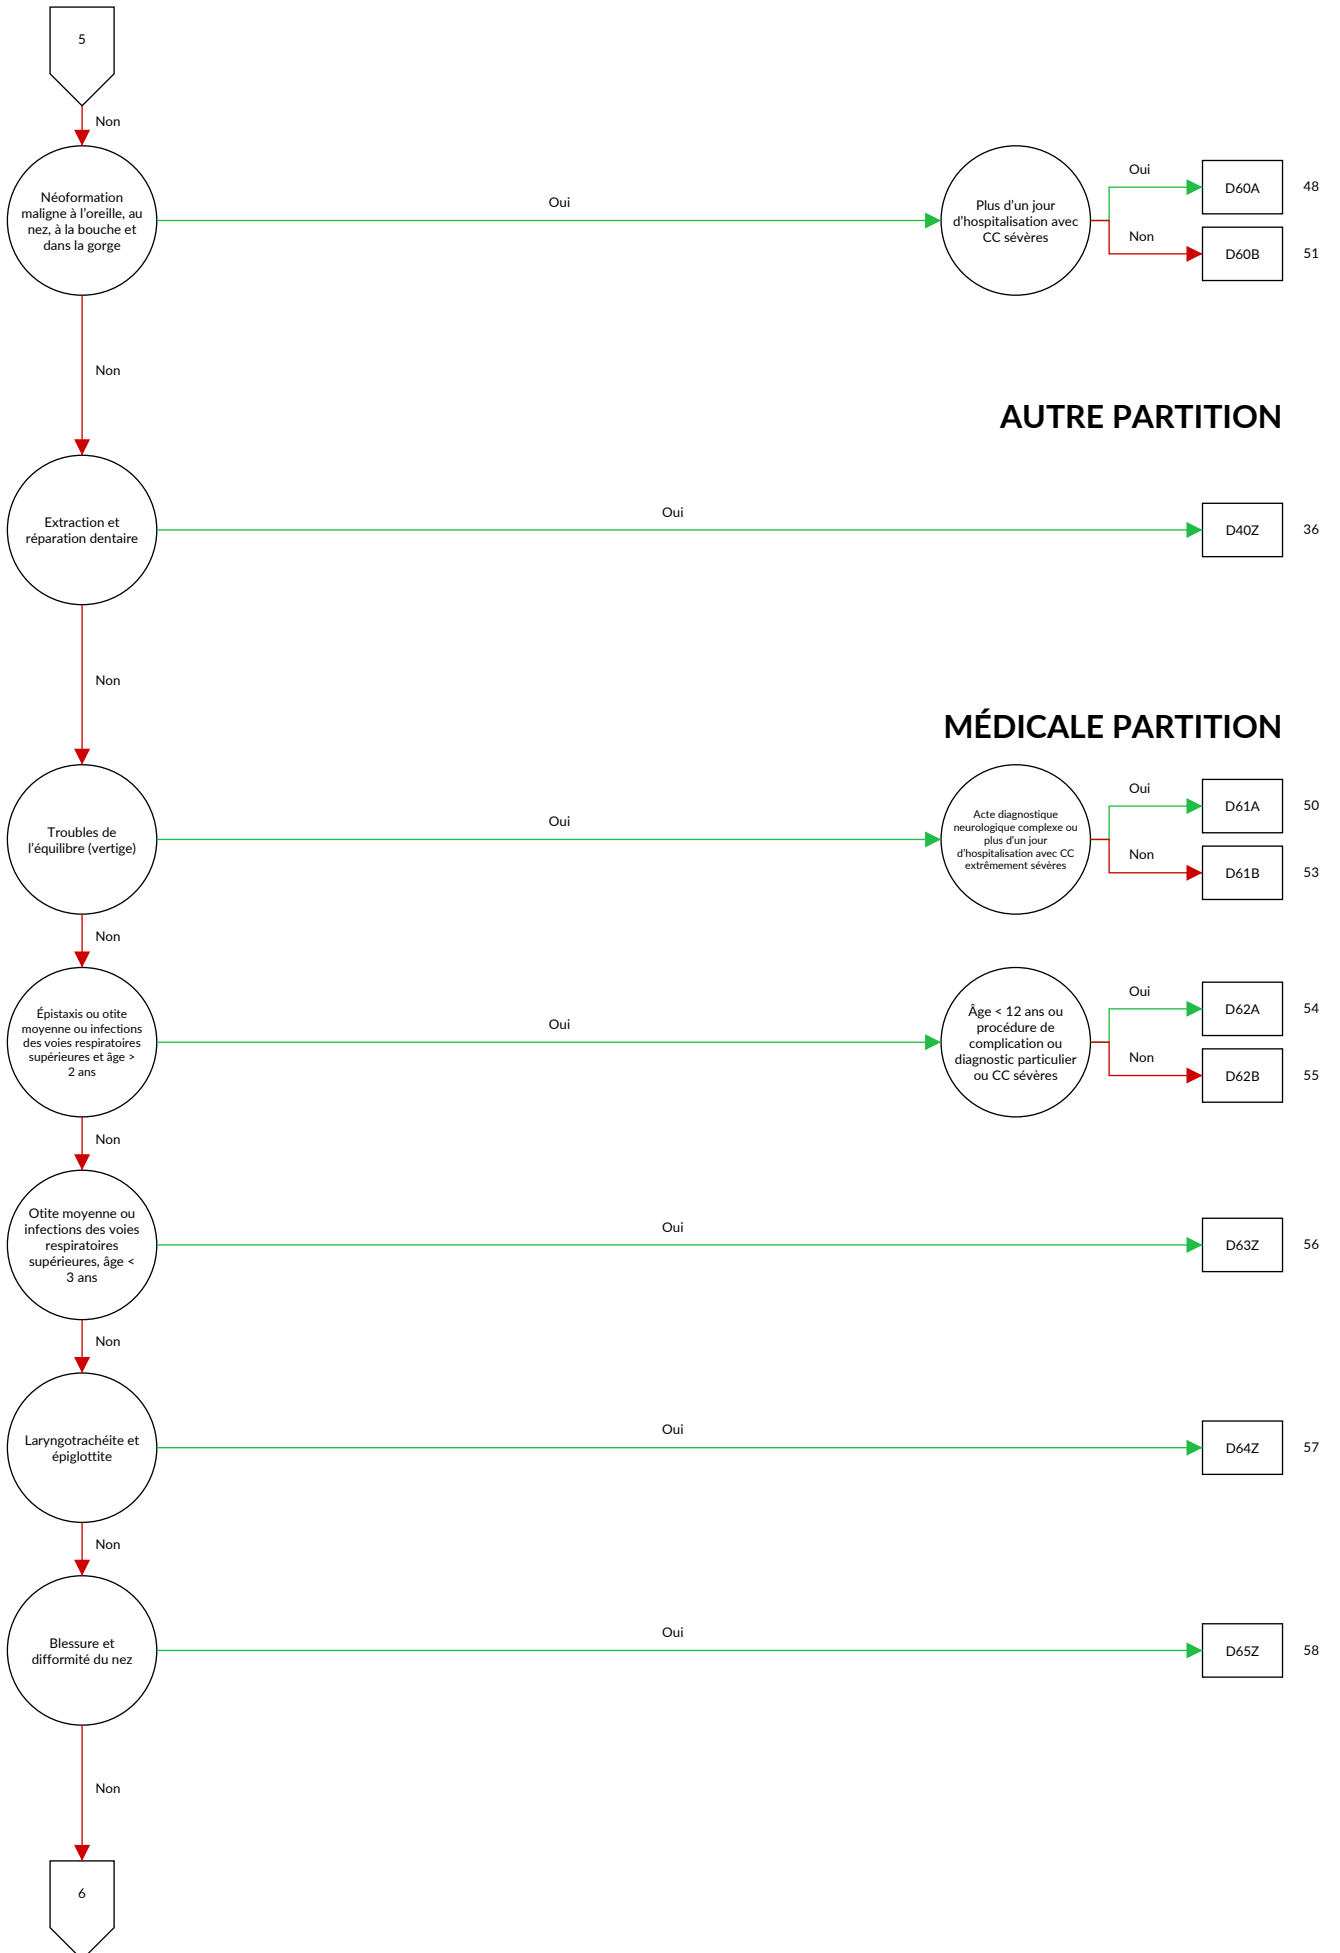 5
Non
Néoformation
maligne à l'oreille, au
nez, à la bouche et
dans la gorge
Oui
Plus d'un jour
d'hospitalisation avec
CC sévères
Oui
D60A
48
Non
D60B
51
Non
AUTRE PARTITION
Extraction et
réparation dentaire
Oui
D40Z
36
Non
MÉDICALE PARTITION
Troubles de
l'équilibre (vertige)
Oui
Acte diagnostique
neurologique complexe ou
plus d'un jour
d'hospitalisation avec CC
extrêmement sévères
Oui
D61A
50
Non
D61B
53
Non
Épistaxis ou otite
moyenne ou infections
des voies respiratoires
supérieures et âge >
2 ans
Oui
Âge < 12 ans ou
procédure de
complication ou
diagnostic particulier
ou CC sévères
Oui
D62A
54
Non
D62B
55
Non
Otite moyenne ou
infections des voies
respiratoires
supérieures, âge <
3 ans
Oui
D63Z
56
Non
Laryngotrachéite et
épiglottite
Oui
D64Z
57
Non
Blessure et
difformité du nez
Oui
D65Z
58
Non
6